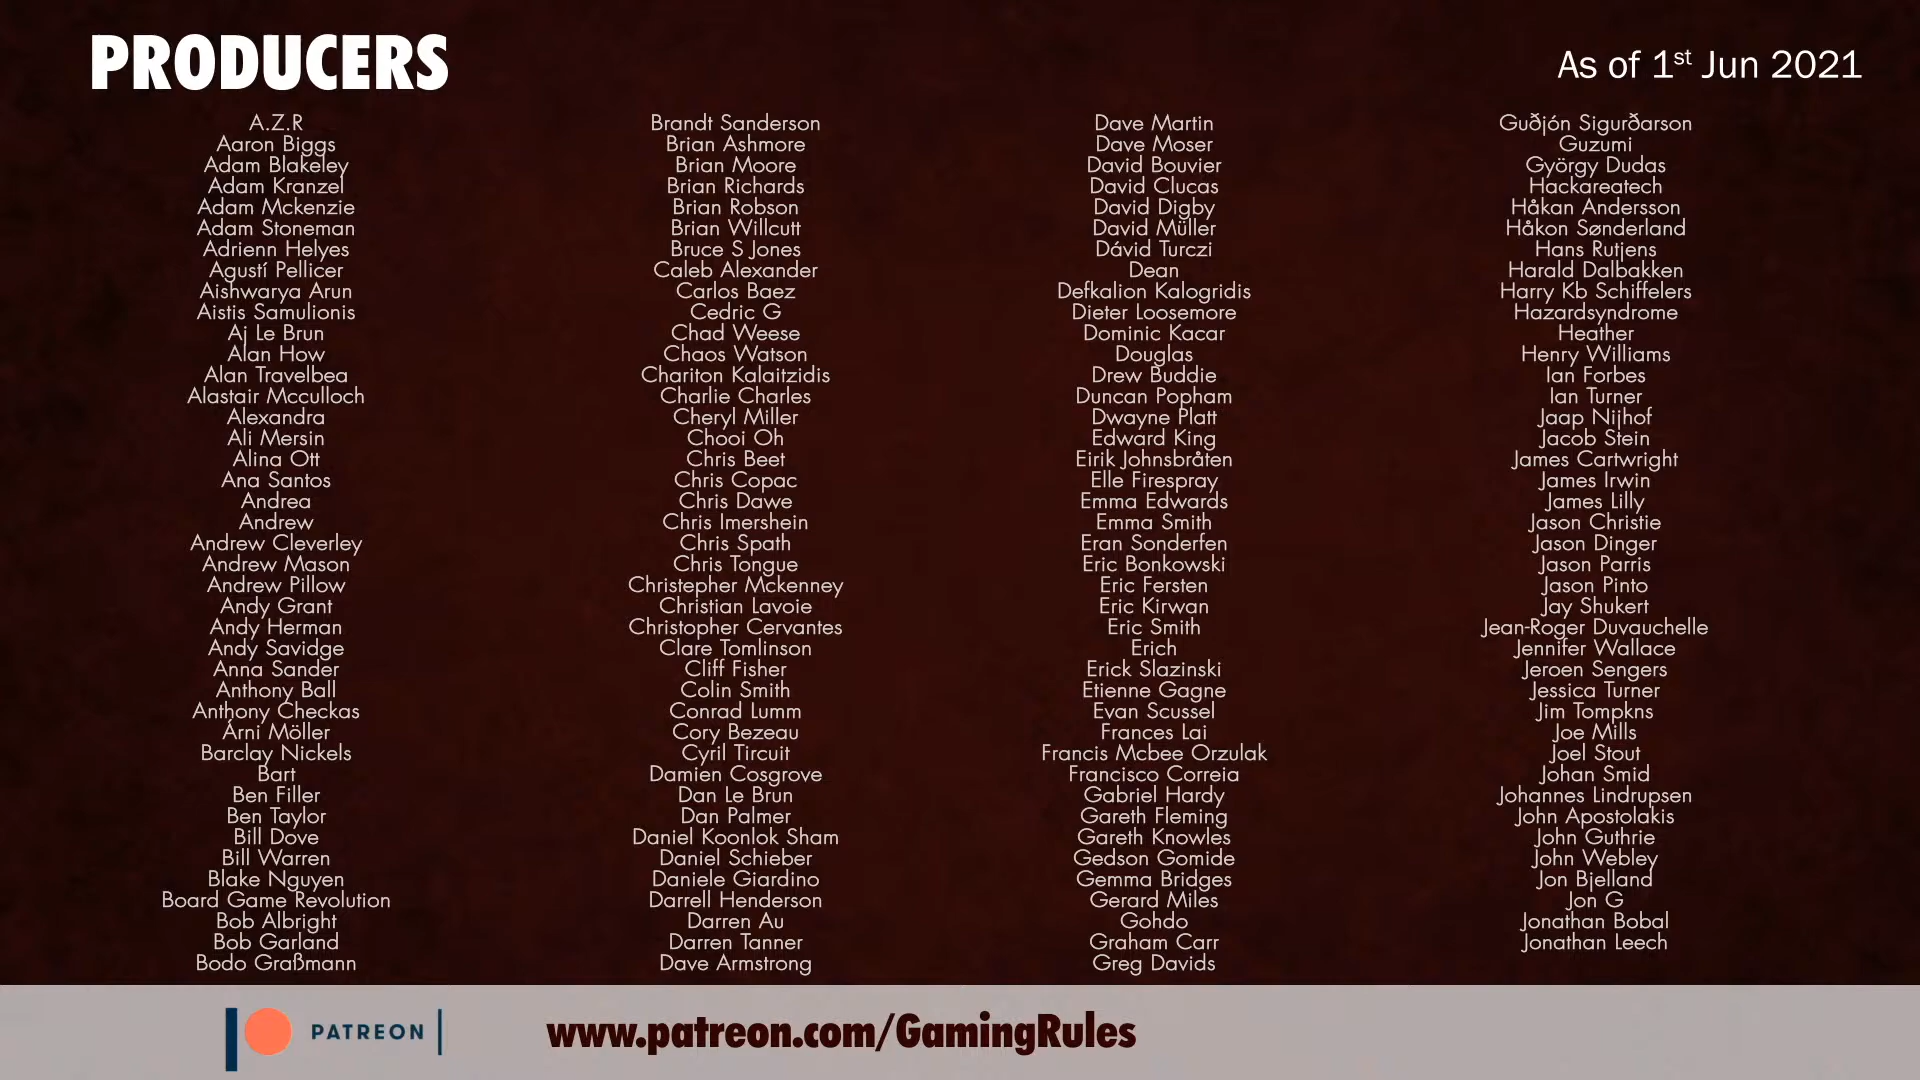 PRODUCERS
As of 1st Jun 2021
A.Z.R
Aaron Biggs
Adam Blakeley
Adam Kranzel
Adam Mckenzie
Adam Stoneman
Adrienn Helyes
Agustí Pellicer
Aishwarya Arun
Aistis Samulionis
Aj Le Brun
Alan How
Alan Travelbea
Alastair Mcculloch
Alexandra
Ali Mersin
Alina Ott
Ana Santos
Andrea
Andrew
Andrew Cleverley
Andrew Mason
Andrew Pillow
Andy Grant
Andy Herman
Andy Savidge
Anna Sander
Anthony Ball
Anthony Checkas
Árni Möller
Barclay Nickels
Bart
Ben Filler
Ben Taylor
Bill Dove
Bill Warren
Blake Nguyen
Board Game Revolution
Bob Albright
Bob Garland
Bodo Graßmann
Brandt Sanderson
Brian Ashmore
Brian Moore
Brian Richards
Brian Robson
Brian Willcutt
Bruce S Jones
Caleb Alexander
Carlos Baez
Cedric G
Chad Weese
Chaos Watson
Chariton Kalaitzidis
Charlie Charles
Cheryl Miller
Chooi Oh
Chris Beet
Chris Copac
Chris Dawe
Chris Imershein
Chris Spath
Chris Tongue
Christepher Mckenney
Christian Lavoie
Christopher Cervantes
Clare Tomlinson
Cliff Fisher
Colin Smith
Conrad Lumm
Cory Bezeau
Cyril Tircuit
Damien Cosgrove
Dan Le Brun
Dan Palmer
Daniel Koonlok Sham
Daniel Schieber
Daniele Giardino
Darrell Henderson
Darren Au
Darren Tanner
Dave Armstrong
Dave Martin
Dave Moser
David Bouvier
David Clucas
David Digby
David Müller
Dávid Turczi
Dean
Defkalion Kalogridis
Dieter Loosemore
Dominic Kacar
Douglas
Drew Buddie
Duncan Popham
Dwayne Platt
Edward King
Eirik Johnsbråten
Elle Firespray
Emma Edwards
Emma Smith
Eran Sonderfen
Eric Bonkowski
Eric Fersten
Eric Kirwan
Eric Smith
Erich
Erick Slazinski
Etienne Gagne
Evan Scussel
Frances Lai
Francis Mcbee Orzulak
Francisco Correia
Gabriel Hardy
Gareth Fleming
Gareth Knowles
Gedson Gomide
Gemma Bridges
Gerard Miles
Gohdo
Graham Carr
Greg Davids
Guðjón Sigurðarson
Guzumi
György Dudas
Hackareatech
Håkan Andersson
Håkon Sønderland
Hans Rutjens
Harald Dalbakken
Harry Kb Schiffelers
Hazardsyndrome
Heather
Henry Williams
Ian Forbes
Ian Turner
Jaap Nijhof
Jacob Stein
James Cartwright
James Irwin
James Lilly
Jason Christie
Jason Dinger
Jason Parris
Jason Pinto
Jay Shukert
Jean-Roger Duvauchelle
Jennifer Wallace
Jeroen Sengers
Jessica Turner
Jim Tompkns
Joe Mills
Joel Stout
Johan Smid
Johannes Lindrupsen
John Apostolakis
John Guthrie
John Webley
Jon Bjelland
Jon G
Jonathan Bobal
Jonathan Leech
PATREON
www.patreon.com/GamingRules